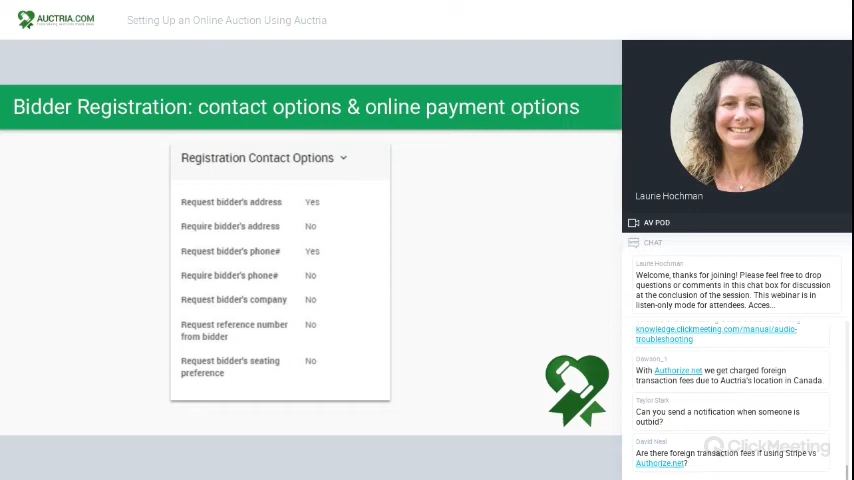 AUCTRIA.COM
Setting Up an Online Auction Using Auctria
Bidder Registration: contact options & online payment options
Registration Contact Options
Request bidder's address Yes
Require bidder's address No
Request bidder's phone# Yes
Require bidder's phone# No
Request bidder's company No
Request reference number No
from bidder
Request bidder's seating No
preference
Laurie Hochman
AV POD
CHAT
Laurie Hochman
Welcome, thanks for joining! Please feel free to drop
questions or comments in this chat box for discussion
at the conclusion of the session. This webinar is in
listen-only mode for attendees. Acces...
knowledge.clickmeeting.com/manual/audio-
troubleshooting
Dawson_1
With Authorize.net we get charged foreign
transaction fees due to Auctria's location in Canada.
Taylor Stark
Can you send a notification when someone is
outbid?
David Neal
Are there foreign transaction fees if using Stripe vs
Authorize.net?
ClickMeeting